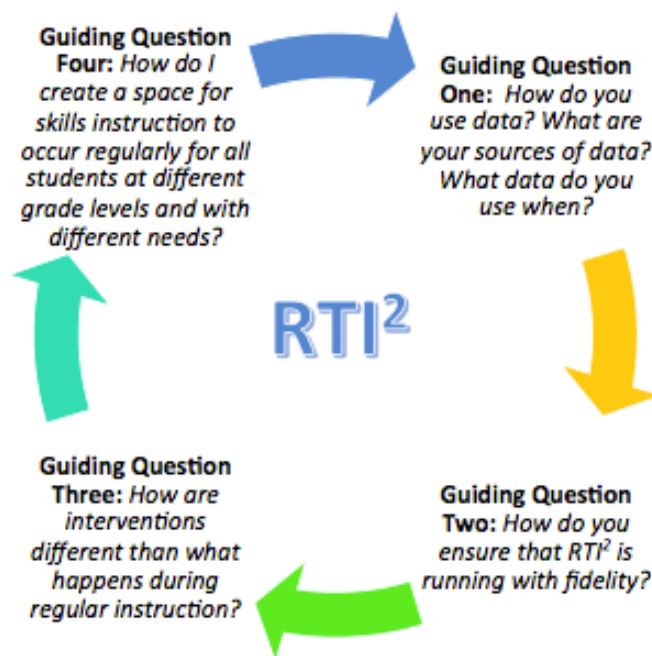 Guiding Question
Four: How do I
create a space for
skills instruction to
occur regularly for all
students at different
grade levels and with
different needs?
Guiding Question
One: How do you
use data? What are
your sources of data?
What data do you
use when?
RTI²
Guiding Question
Three: How are
interventions
different than what
happens during
regular instruction?
Guiding Question
Two: How do you
ensure that RTI² is
running with fidelity?